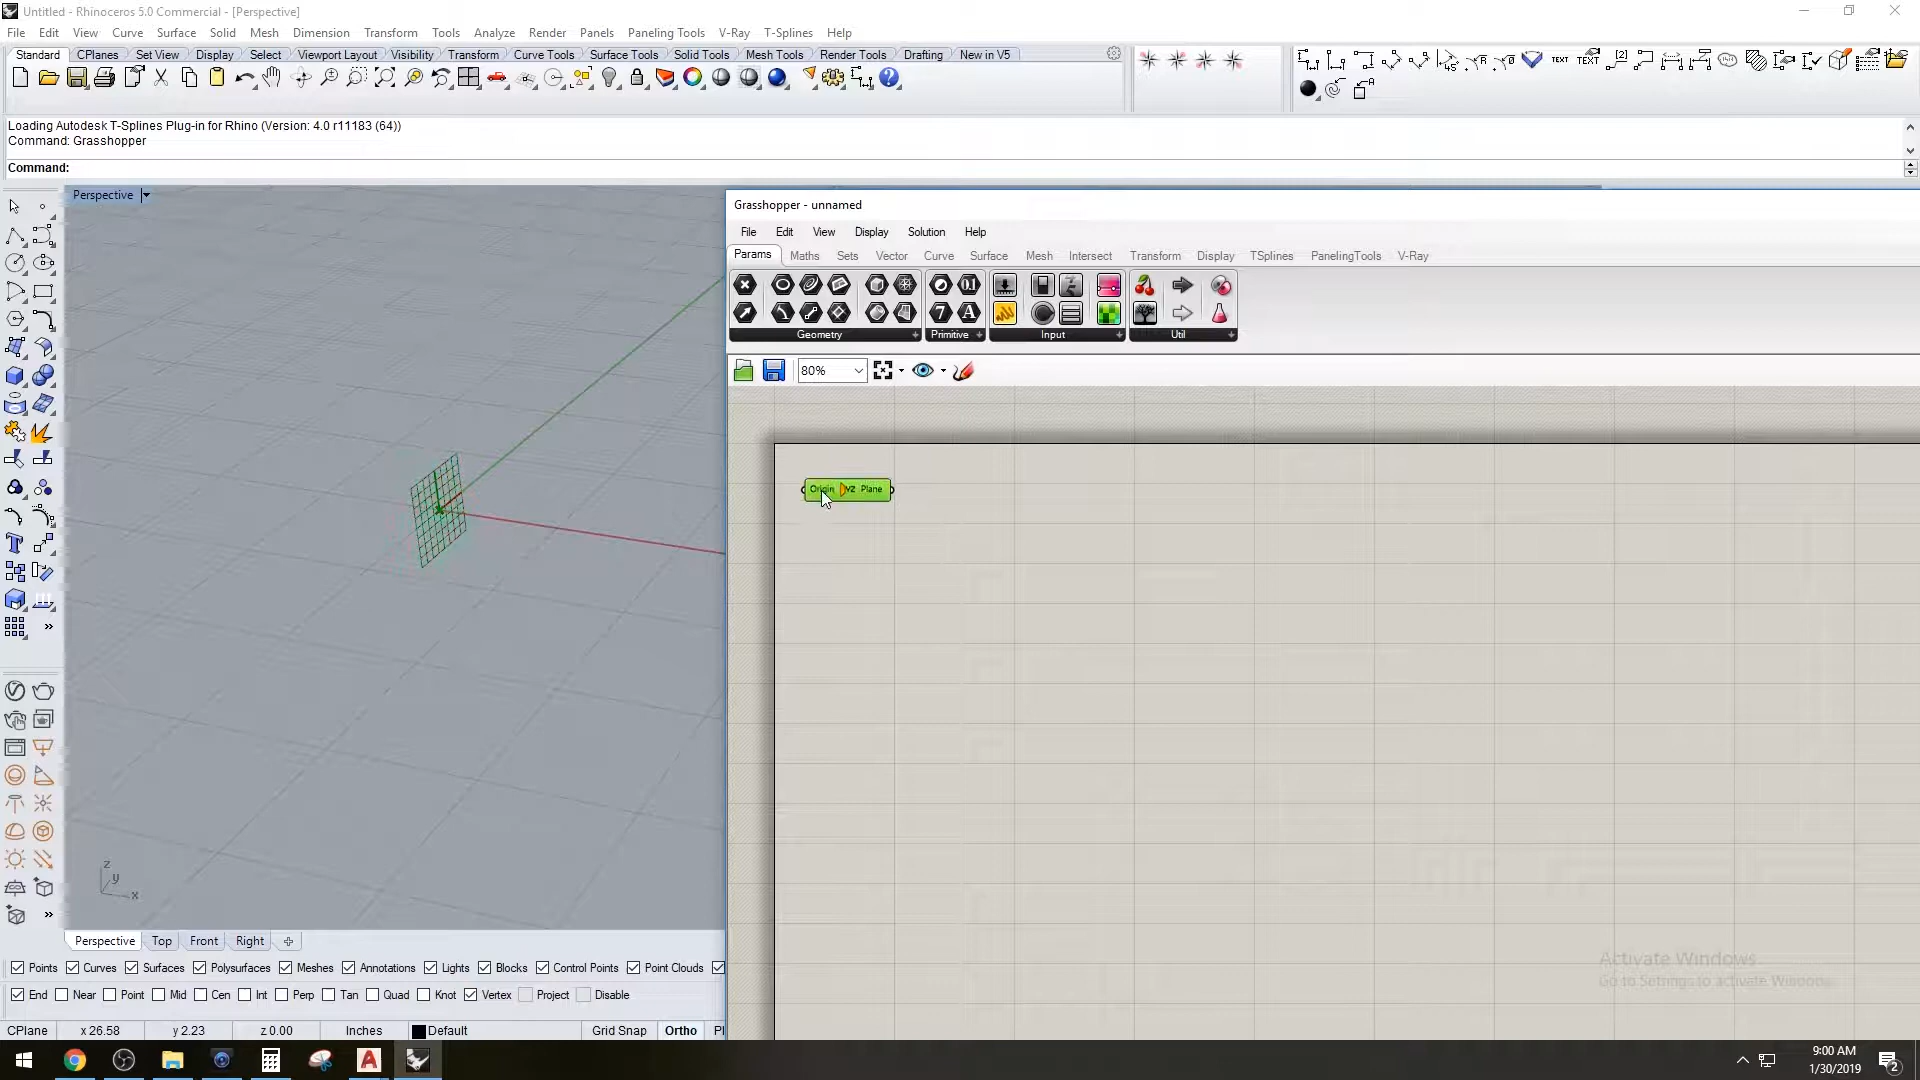 Untitled - Rhinoceros 5.0 Commercial - [Perspective]
File Edit View Curve Surface Solid Mesh Dimension Transform Tools Analyze Render Panels Paneling Tools V-Ray T-Splines Help
Standard CPlanes Set View Display Select Viewport Layout Visibility Transform Curve Tools Surface Tools Solid Tools Mesh Tools Render Tools Drafting New in V5
TEXT TEXT
Loading Autodesk T-Splines Plug-in for Rhino (Version: 4.0 r11183 (64))
Command: Grasshopper
Command:
Perspective
Grasshopper - unnamed
File Edit View Display Solution Help
Params Maths Sets Vector Curve Surface Mesh Intersect Transform Display TSplines PanelingTools V-Ray
Geometry Primitive Input Util
80%
Origin YZ Plane
z
y
x
Perspective Top Front Right
Points Curves Surfaces Polysurfaces Meshes Annotations Lights Blocks Control Points Point Clouds
End Near Point Mid Cen Int Perp Tan Quad Knot Vertex Project Disable
CPlane x 26.58 y 2.23 z 0.00 Inches Default Grid Snap Ortho Pl
Activate Windows
Go to Settings to activate Windows.
9:00 AM
1/30/2019
2